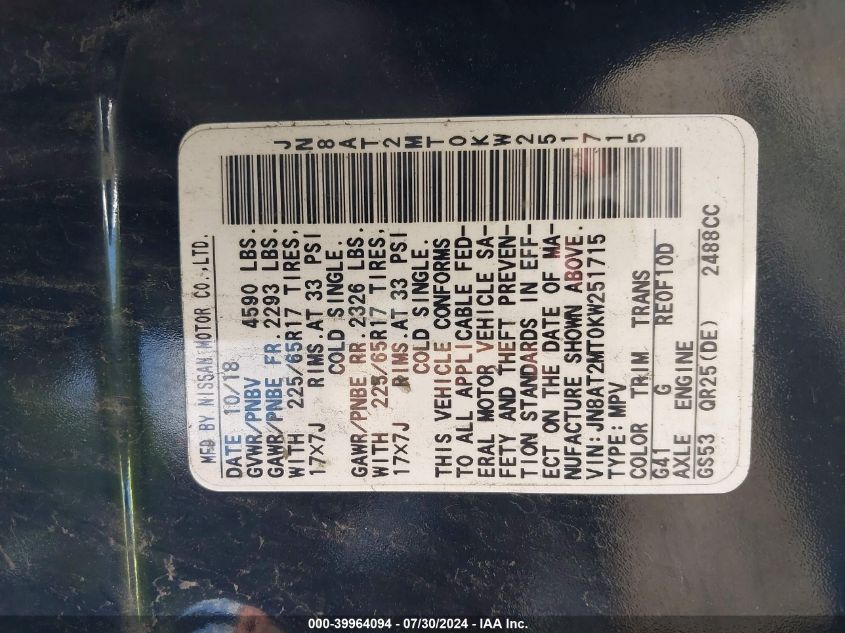 JN8AT2MT0KW251715
MFD BY NISSAN MOTOR CO.,LTD.
DATE 10/18
GVWR/PNBV 4590 LBS.
GAWR/PNBE FR. 2293 LBS.
WITH 225/65R17 TIRES,
17X7J RIMS AT 33 PSI
COLD SINGLE.
GAWR/PNBE RR. 2326 LBS.
WITH 225/65R17 TIRES,
17X7J RIMS AT 33 PSI
COLD SINGLE.
THIS VEHICLE CONFORMS
TO ALL APPLICABLE FED-
ERAL MOTOR VEHICLE SA-
FETY AND THEFT PREVEN-
TION STANDARDS IN EFF-
ECT ON THE DATE OF MA-
NUFACTURE SHOWN ABOVE.
VIN:JN8AT2MT0KW251715
TYPE:MPV
COLOR TRIM TRANS
G41 G RE0F10D
AXLE ENGINE
GS53 QR25(DE) 2488CC
000-39964094 - 07/30/2024 - IAA Inc.